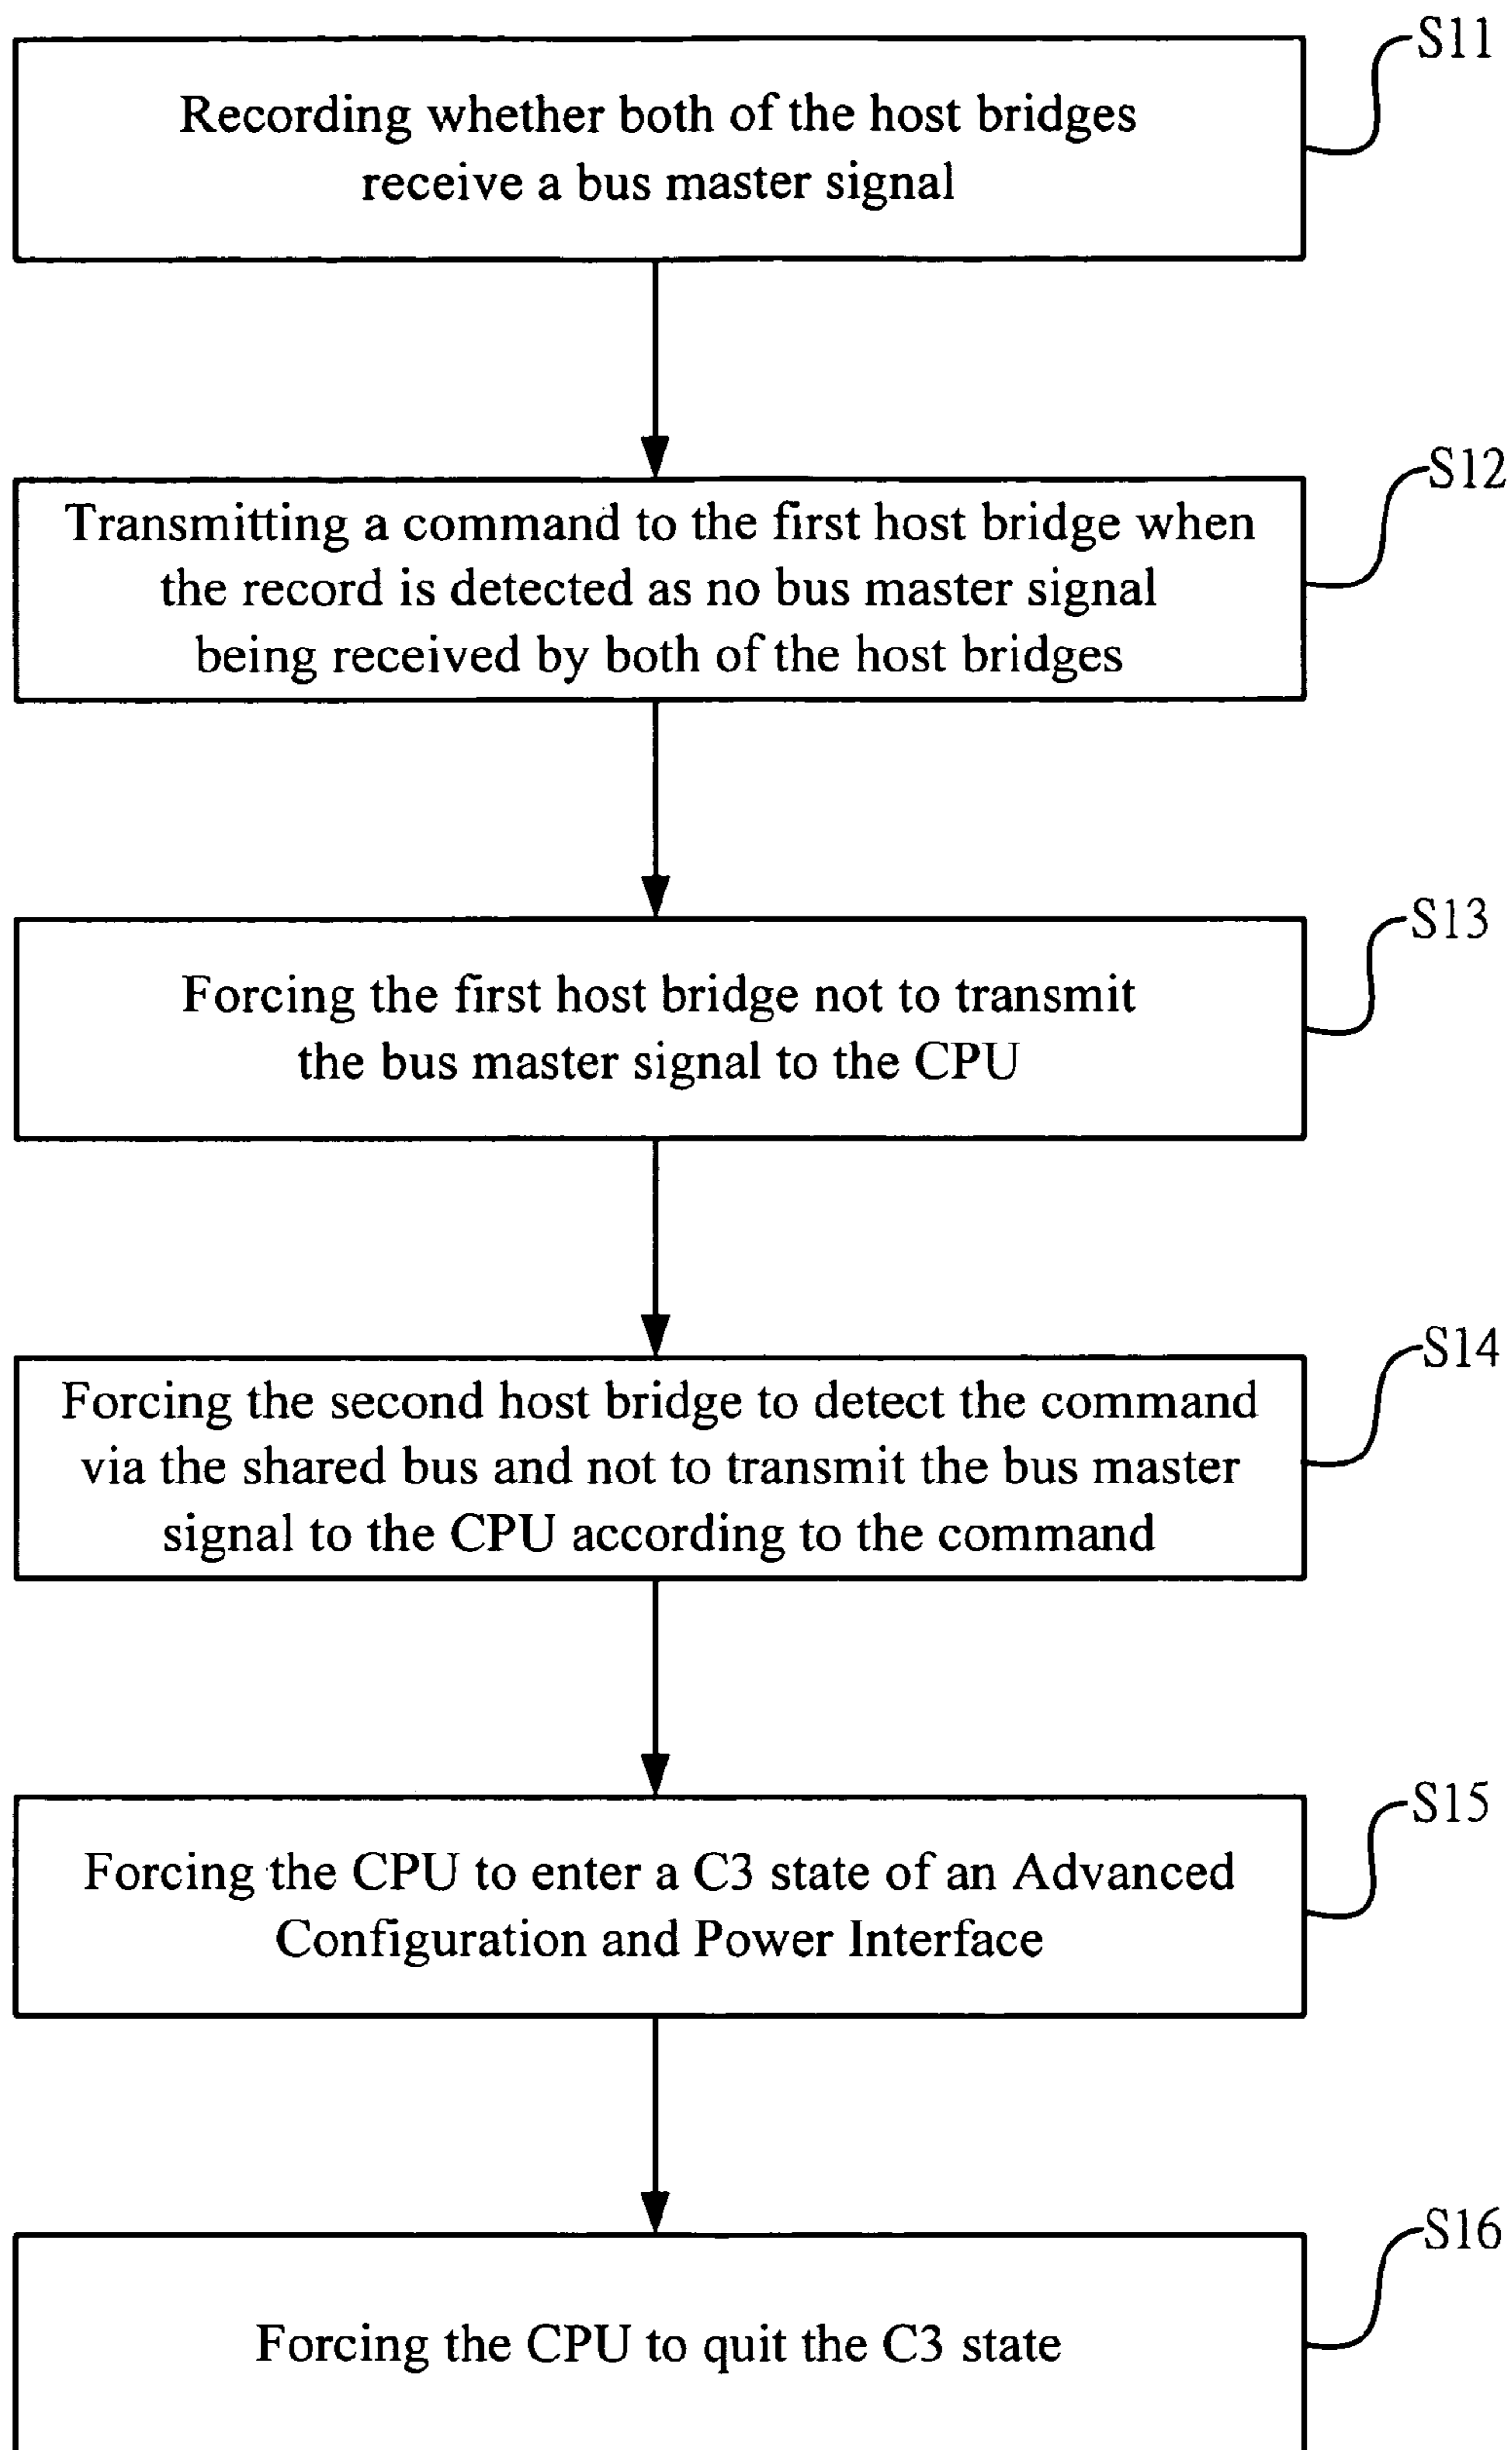 S11
Recording whether both of the host bridges
receive a bus master signal
S12
Transmitting a command to the first host bridge when
the record is detected as no bus master signal
being received by both of the host bridges
S13
Forcing the first host bridge not to transmit
the bus master signal to the CPU
S14
Forcing the second host bridge to detect the command
via the shared bus and not to transmit the bus master
signal to the CPU according to the command
S15
Forcing the CPU to enter a C3 state of an Advanced
Configuration and Power Interface
S16
Forcing the CPU to quit the C3 state